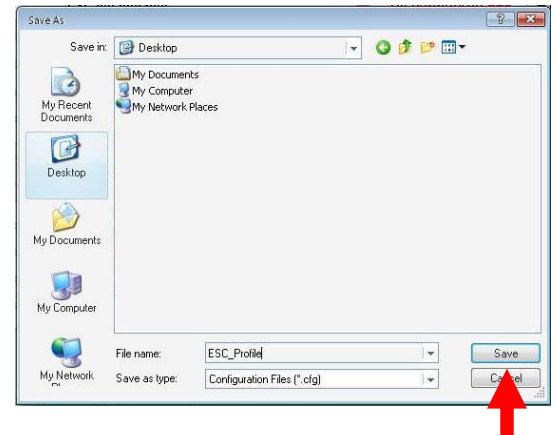 Save As
Save in:
Desktop
My Documents
My Computer
My Network Places
My Recent
Documents
Desktop
My Documents
My Computer
My Network
File name:
ESC_Profile
Save
Save as type:
Configuration Files (*.cfg)
Cancel